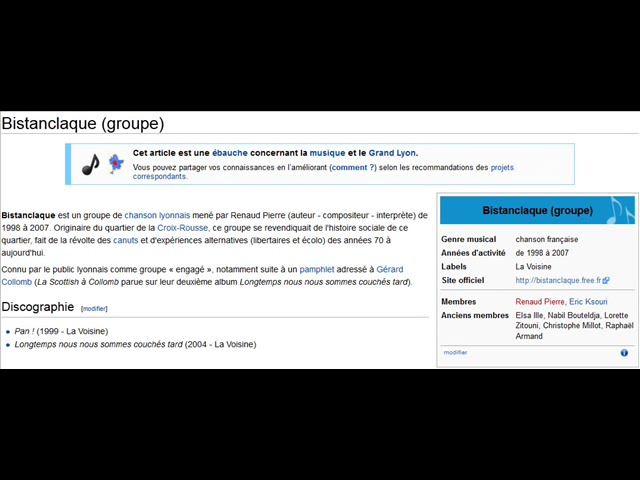 Bistanclaque (groupe)
Cet article est une ébauche concernant la musique et le Grand Lyon.
Vous pouvez partager vos connaissances en l'améliorant (comment ?) selon les recommandations des projets
correspondants.
Bistanclaque est un groupe de chanson lyonnais mené par Renaud Pierre (auteur - compositeur - interprète) de
1998 à 2007. Originaire du quartier de la Croix-Rousse, ce groupe se revendiquait de l'histoire sociale de ce
quartier, fait de la révolte des canuts et d'expériences alternatives (libertaires et écolo) des années 70 à
aujourd'hui.
Connu par le public lyonnais comme groupe « engagé », notamment suite à un pamphlet adressé à Gérard
Collomb (La Scottish à Collomb parue sur leur deuxième album Longtemps nous nous sommes couchés tard).
Discographie [modifier]
Pan ! (1999 - La Voisine)
Longtemps nous nous sommes couchés tard (2004 - La Voisine)
Bistanclaque (groupe)
Genre musical chanson française
Années d'activité de 1998 à 2007
Labels La Voisine
Site officiel http://bistanclaque.free.fr
Membres Renaud Pierre, Eric Ksouri
Anciens membres Elsa Ille, Nabil Bouteldja, Lorette
Zitouni, Christophe Millot, Raphaël
Armand
modifier